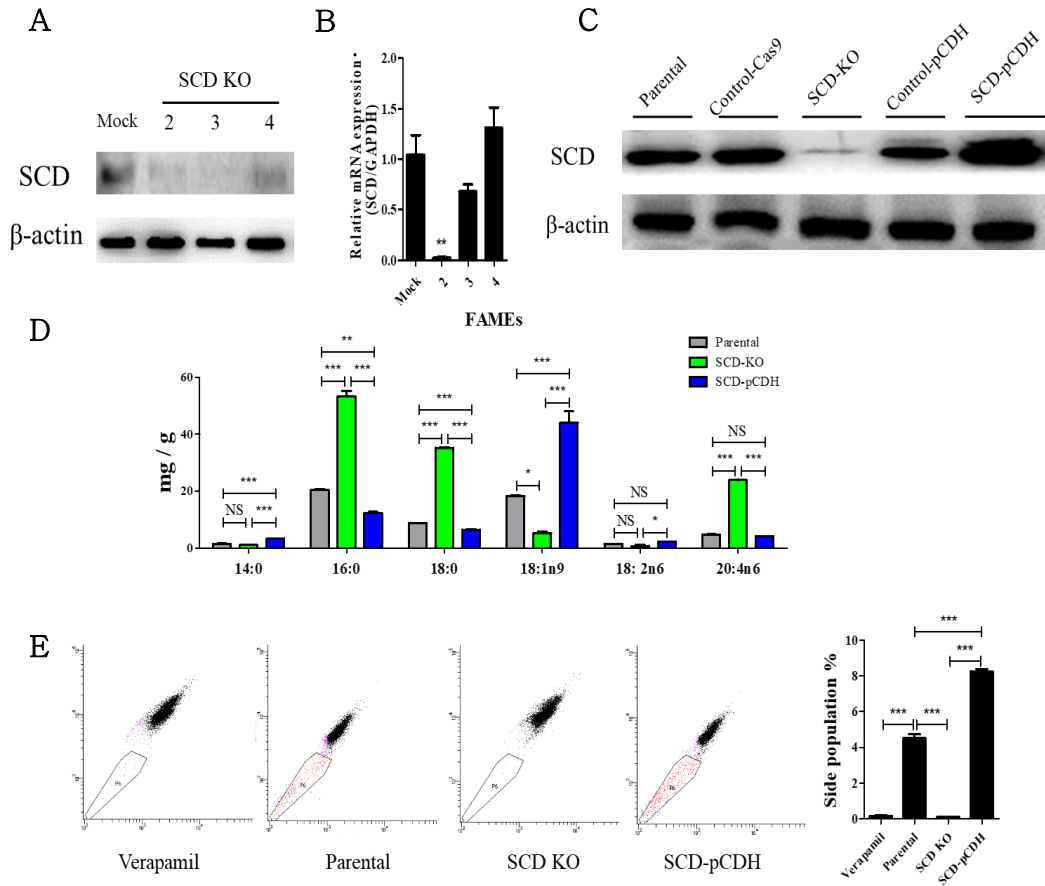 A
SCD KO
Mock 2 3 4
SCD
β-actin
B
Relative mRNA expression
(SCD/GAPDH)
2.0
1.5
1.0
0.5
0.0
**
Mock 2 3 4
C
Parental Control-Cas9 SCD-KO Control-pCDH SCD-pCDH
SCD
β-actin
D
FAMEs
Parental
SCD-KO
SCD-pCDH
mg / g
60
40
20
0
*** NS ***
** *** ***
*** *** ***
*** * ***
NS NS *
NS *** ***
14:0 16:0 18:0 18:1n9 18: 2n6 20:4n6
E
P6
P6
P6
P6
Verapamil Parental SCD KO SCD-pCDH
Side population %
10
8
6
4
2
0
***
***
*** ***
Verapamil Parental SCD KO SCD-pCDH